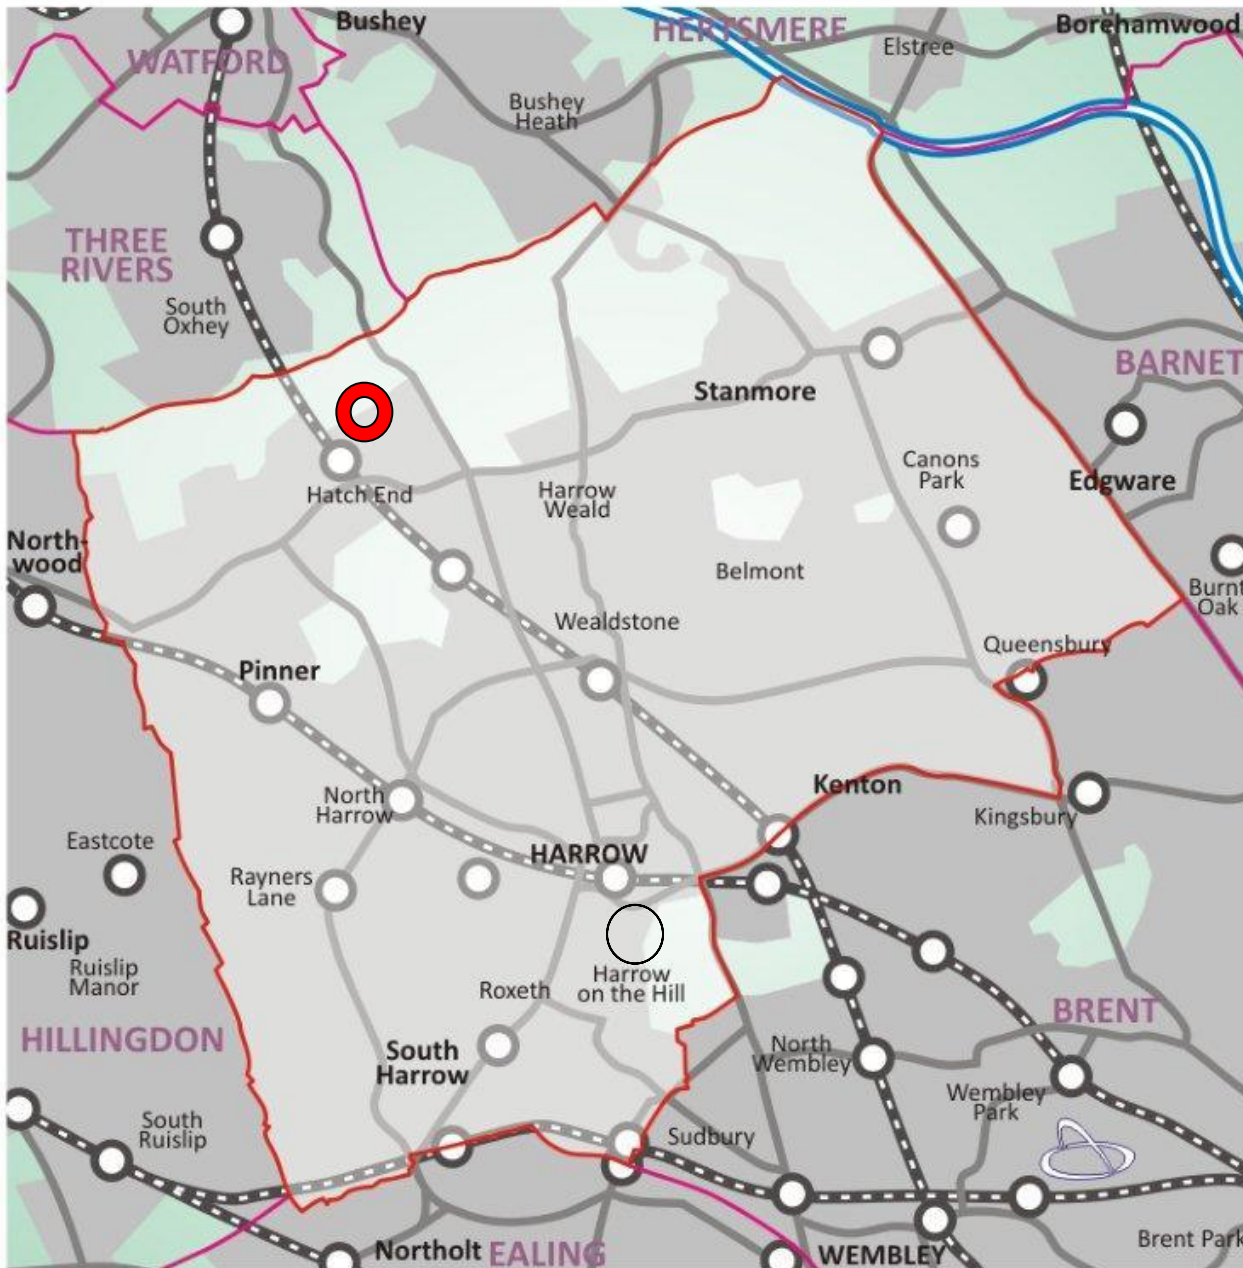 Bushey
HERTSMERE
Borehamwood
Elstree
WATFORD
Bushey
Heath
THREE
RIVERS
South
Oxhey
BARNET
Stanmore
Edgware
Canons
Park
Hatch End
Harrow
Weald
North-
wood
Belmont
Burnt
Oak
Wealdstone
Queensbury
Pinner
Kenton
North
Harrow
Kingsbury
Eastcote
HARROW
Rayners
Lane
Ruislip
Ruislip
Manor
Harrow
on the Hill
Roxeth
BRENT
HILLINGDON
South
Harrow
North
Wembley
Wembley
Park
South
Ruislip
Sudbury
Northolt
EALING
WEMBLEY
Brent Park